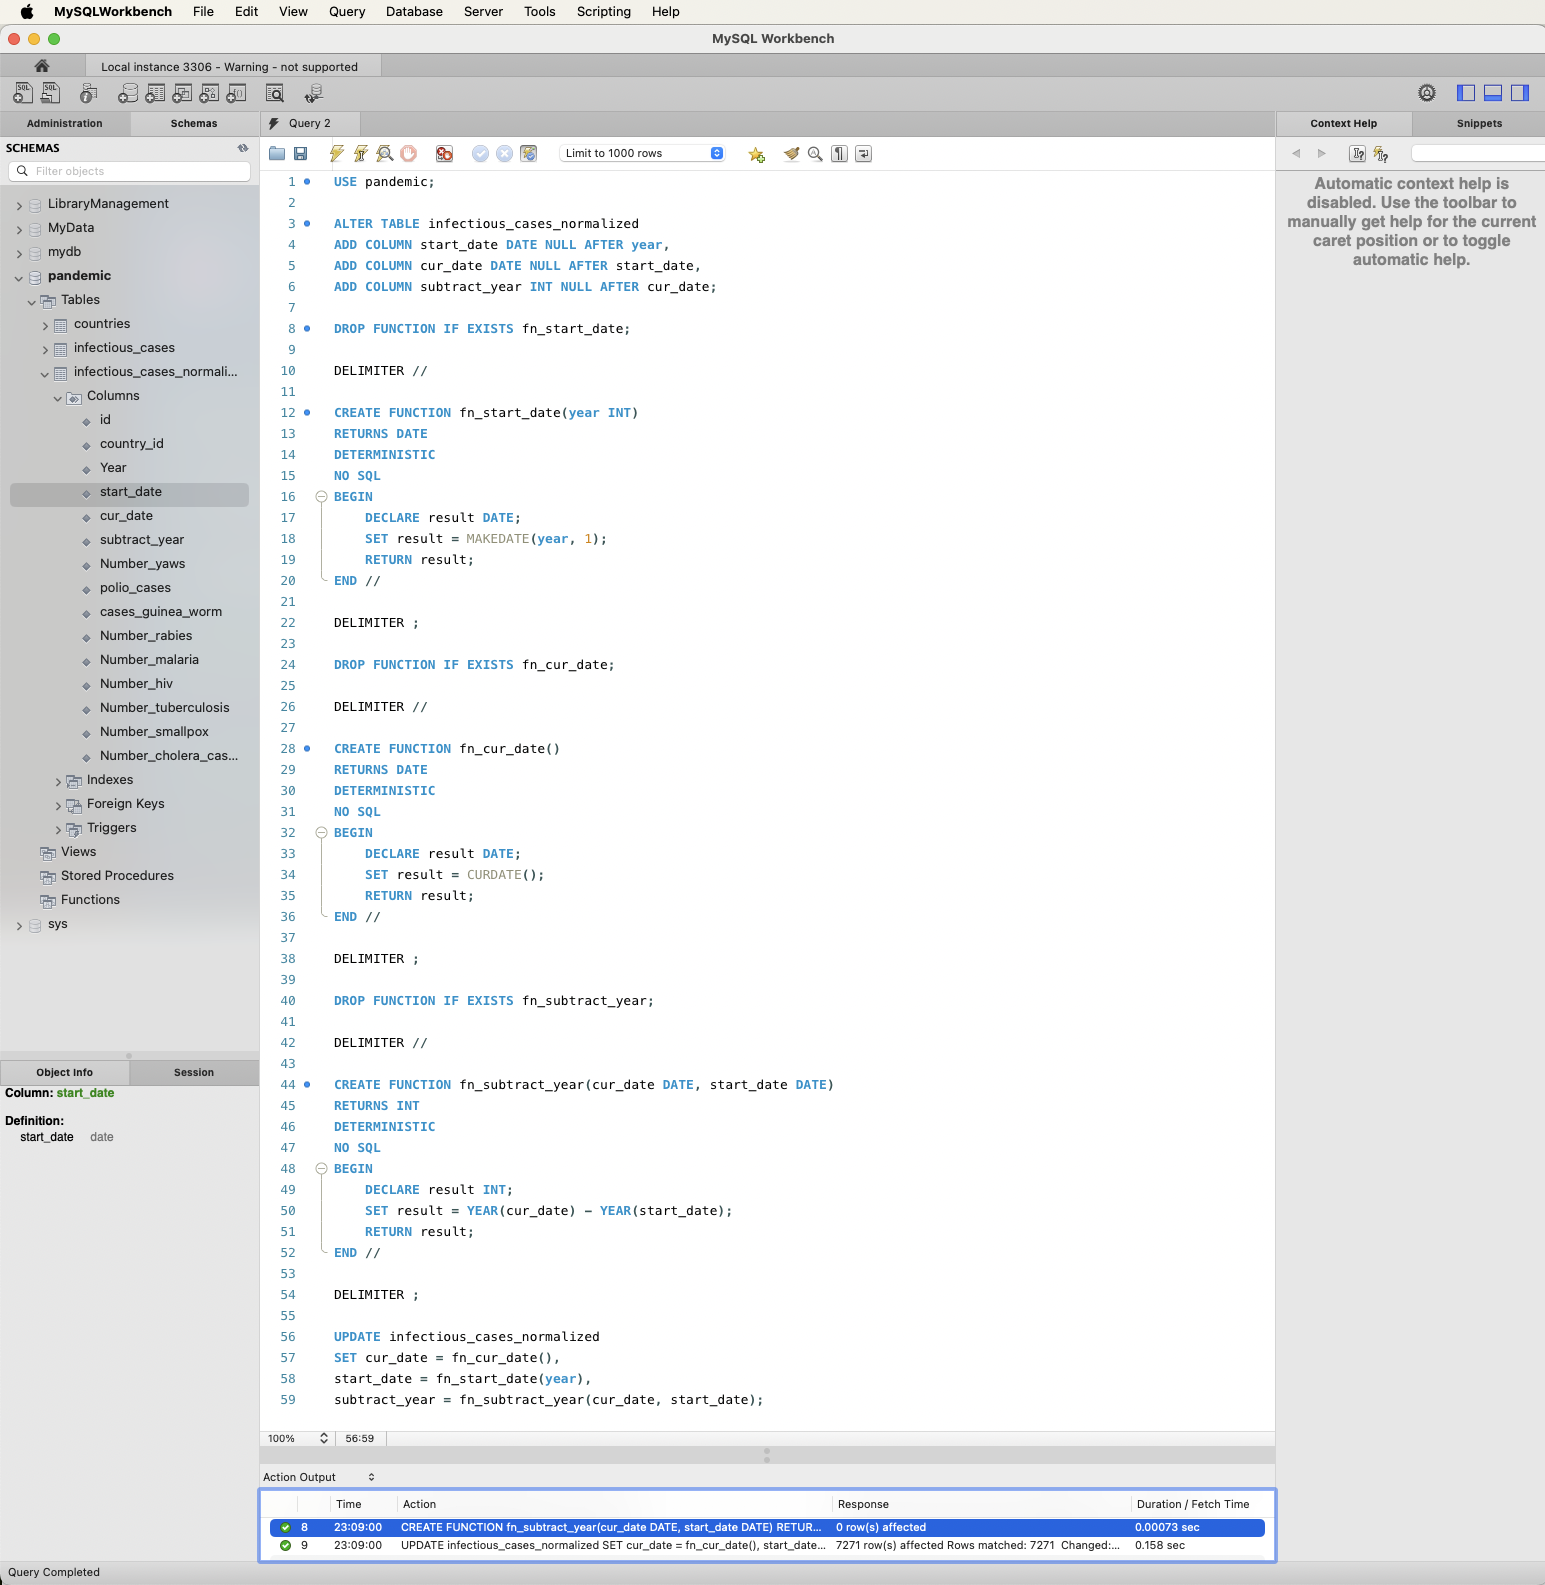 MySQLWorkbench File Edit View Query Database Server Tools Scripting Help
MySQL Workbench
Local instance 3306 - Warning - not supported
Administration Schemas Query 2 Context Help Snippets
SCHEMAS
Filter objects
Limit to 1000 rows
LibraryManagement
MyData
mydb
pandemic
Tables
countries
infectious_cases
infectious_cases_normali...
Columns
id
country_id
Year
start_date
cur_date
subtract_year
Number_yaws
polio_cases
cases_guinea_worm
Number_rabies
Number_malaria
Number_hiv
Number_tuberculosis
Number_smallpox
Number_cholera_cas...
Indexes
Foreign Keys
Triggers
Views
Stored Procedures
Functions
sys
Object Info Session
Column: start_date
Definition:
start_date date
1 USE pandemic;
2
3 ALTER TABLE infectious_cases_normalized
4 ADD COLUMN start_date DATE NULL AFTER year,
5 ADD COLUMN cur_date DATE NULL AFTER start_date,
6 ADD COLUMN subtract_year INT NULL AFTER cur_date;
7
8 DROP FUNCTION IF EXISTS fn_start_date;
9
10 DELIMITER //
11
12 CREATE FUNCTION fn_start_date(year INT)
13 RETURNS DATE
14 DETERMINISTIC
15 NO SQL
16 BEGIN
17 DECLARE result DATE;
18 SET result = MAKEDATE(year, 1);
19 RETURN result;
20 END //
21
22 DELIMITER ;
23
24 DROP FUNCTION IF EXISTS fn_cur_date;
25
26 DELIMITER //
27
28 CREATE FUNCTION fn_cur_date()
29 RETURNS DATE
30 DETERMINISTIC
31 NO SQL
32 BEGIN
33 DECLARE result DATE;
34 SET result = CURDATE();
35 RETURN result;
36 END //
37
38 DELIMITER ;
39
40 DROP FUNCTION IF EXISTS fn_subtract_year;
41
42 DELIMITER //
43
44 CREATE FUNCTION fn_subtract_year(cur_date DATE, start_date DATE)
45 RETURNS INT
46 DETERMINISTIC
47 NO SQL
48 BEGIN
49 DECLARE result INT;
50 SET result = YEAR(cur_date) - YEAR(start_date);
51 RETURN result;
52 END //
53
54 DELIMITER ;
55
56 UPDATE infectious_cases_normalized
57 SET cur_date = fn_cur_date(),
58 start_date = fn_start_date(year),
59 subtract_year = fn_subtract_year(cur_date, start_date);
100% 56:59
Action Output
Time Action Response Duration / Fetch Time
8 23:09:00 CREATE FUNCTION fn_subtract_year(cur_date DATE, start_date DATE) RETUR... 0 row(s) affected 0.00073 sec
9 23:09:00 UPDATE infectious_cases_normalized SET cur_date = fn_cur_date(), start_date... 7271 row(s) affected Rows matched: 7271 Changed:... 0.158 sec
Automatic context help is
disabled. Use the toolbar to
manually get help for the current
caret position or to toggle
automatic help.
Query Completed